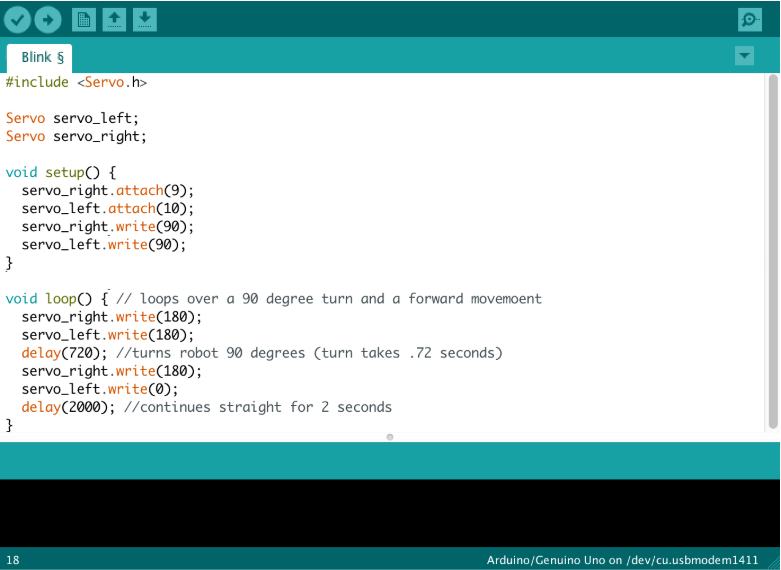 Blink §
#include <Servo.h>
Servo servo_left;
Servo servo_right;
void setup() {
servo_right.attach(9);
servo_left.attach(10);
servo_right.write(90);
servo_left.write(90);
}
void loop() { // loops over a 90 degree turn and a forward movemoent
servo_right.write(180);
servo_left.write(180);
delay(720); //turns robot 90 degrees (turn takes .72 seconds)
servo_right.write(180);
servo_left.write(0);
delay(2000); //continues straight for 2 seconds
}
18 Arduino/Genuino Uno on /dev/cu.usbmodem1411